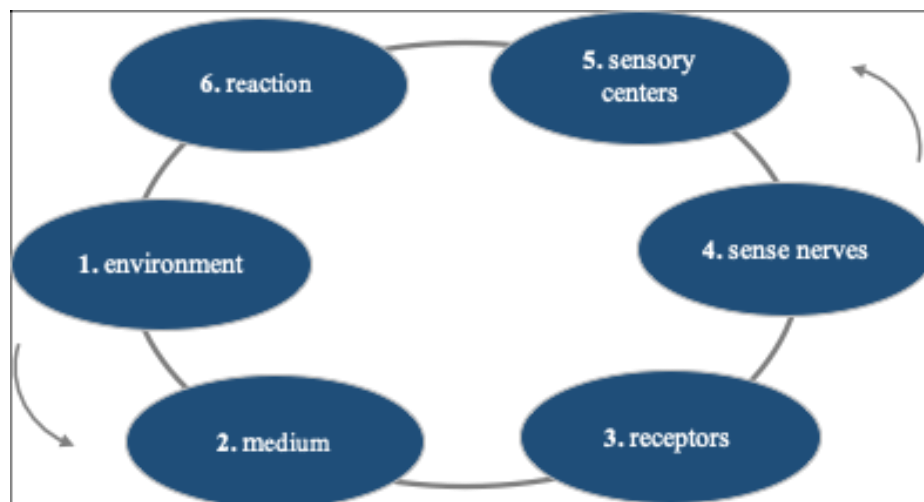 1. environment
2. medium
3. receptors
4. sense nerves
5. sensory
centers
6. reaction